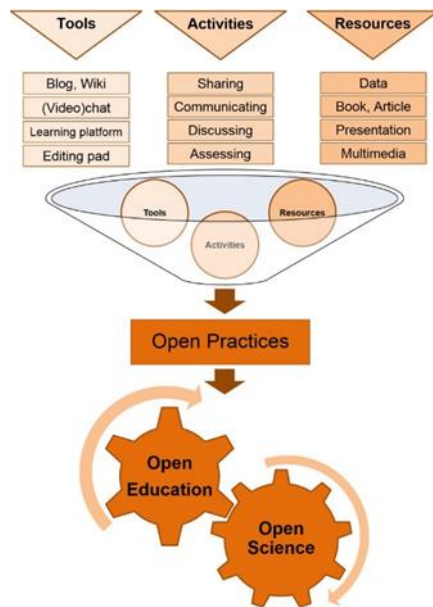 Tools
Activities
Resources
Blog, Wiki
Sharing
Data
(Video)chat
Communicating
Book, Article
Learning platform
Discussing
Presentation
Editing pad
Assessing
Multimedia
Tools
Activities
Resources
Open Practices
Open
Education
Open
Science